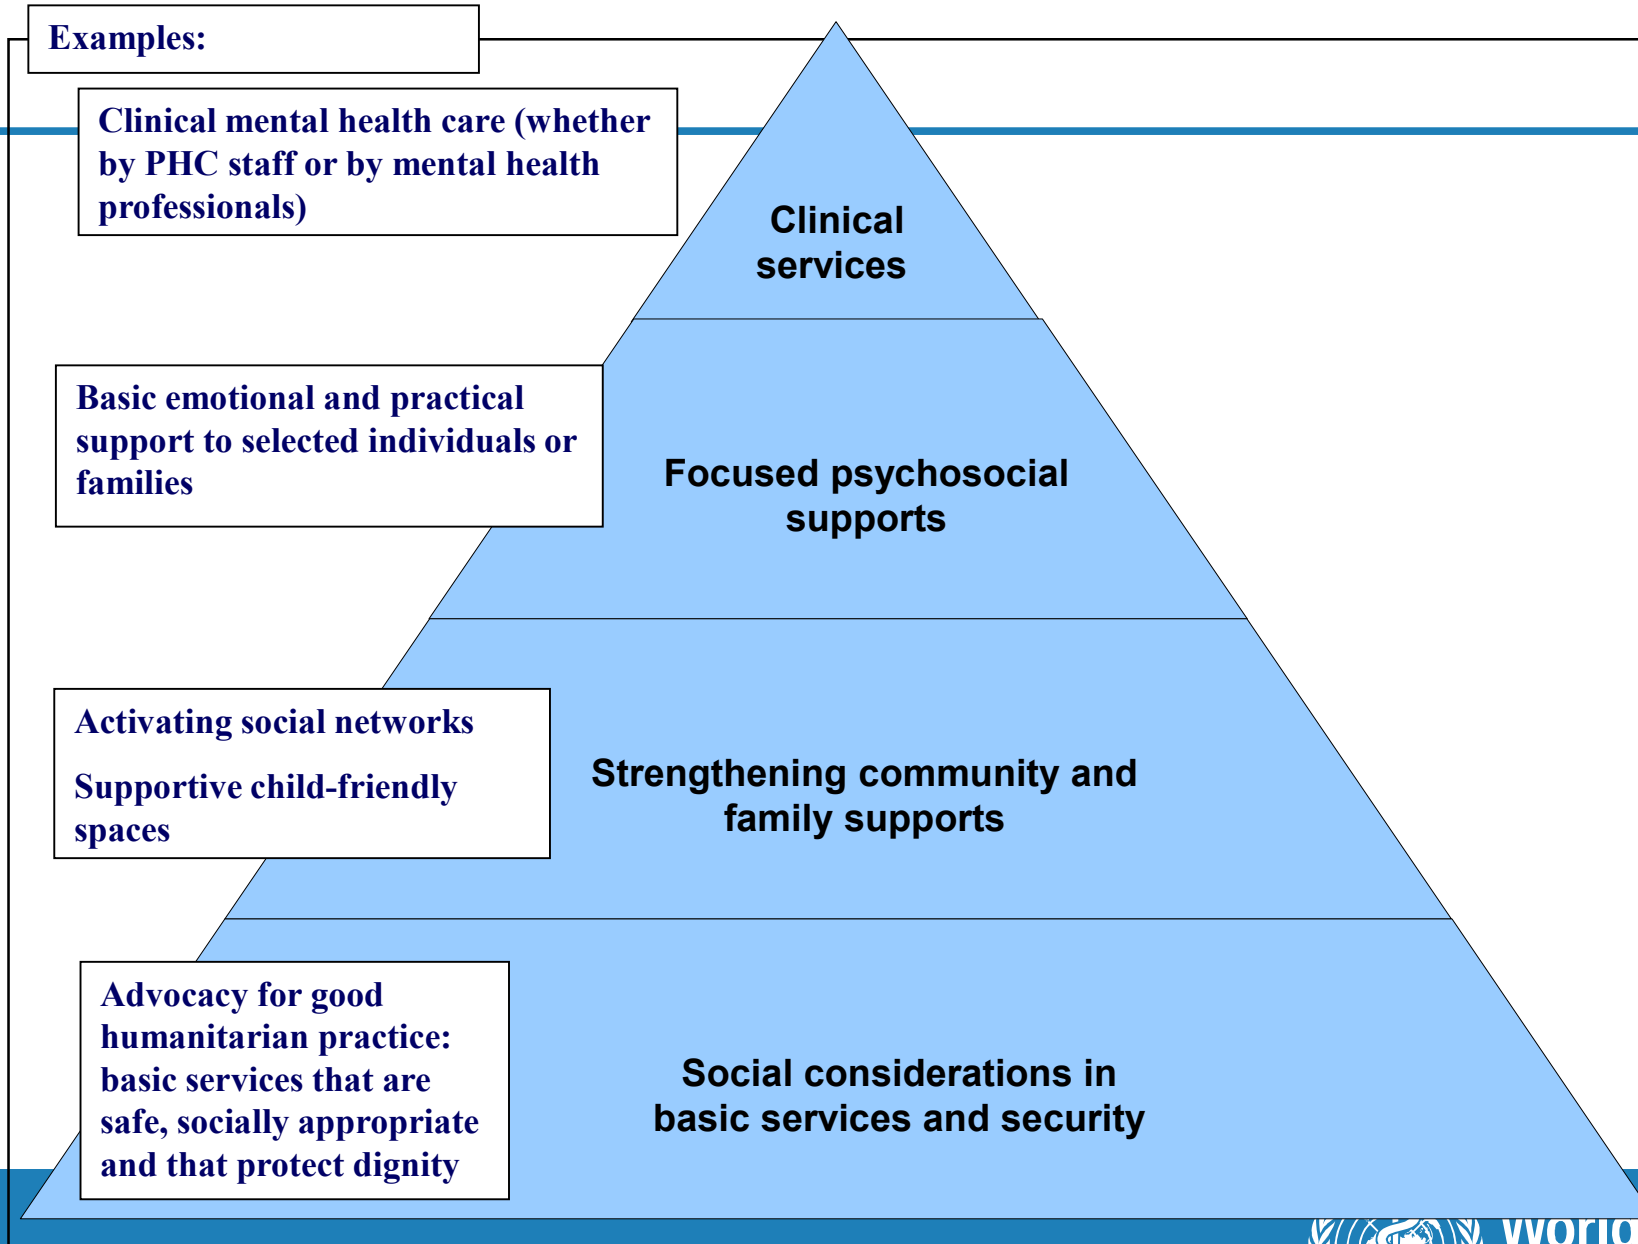 Examples:
Clinical mental health care (whether
by PHC staff or by mental health
professionals)
Clinical
services
Basic emotional and practical
support to selected individuals or
families
Focused psychosocial
supports
Activating social networks
Supportive child-friendly
spaces
Strengthening community and
family supports
Advocacy for good
humanitarian practice:
basic services that are
safe, socially appropriate
and that protect dignity
Social considerations in
basic services and security